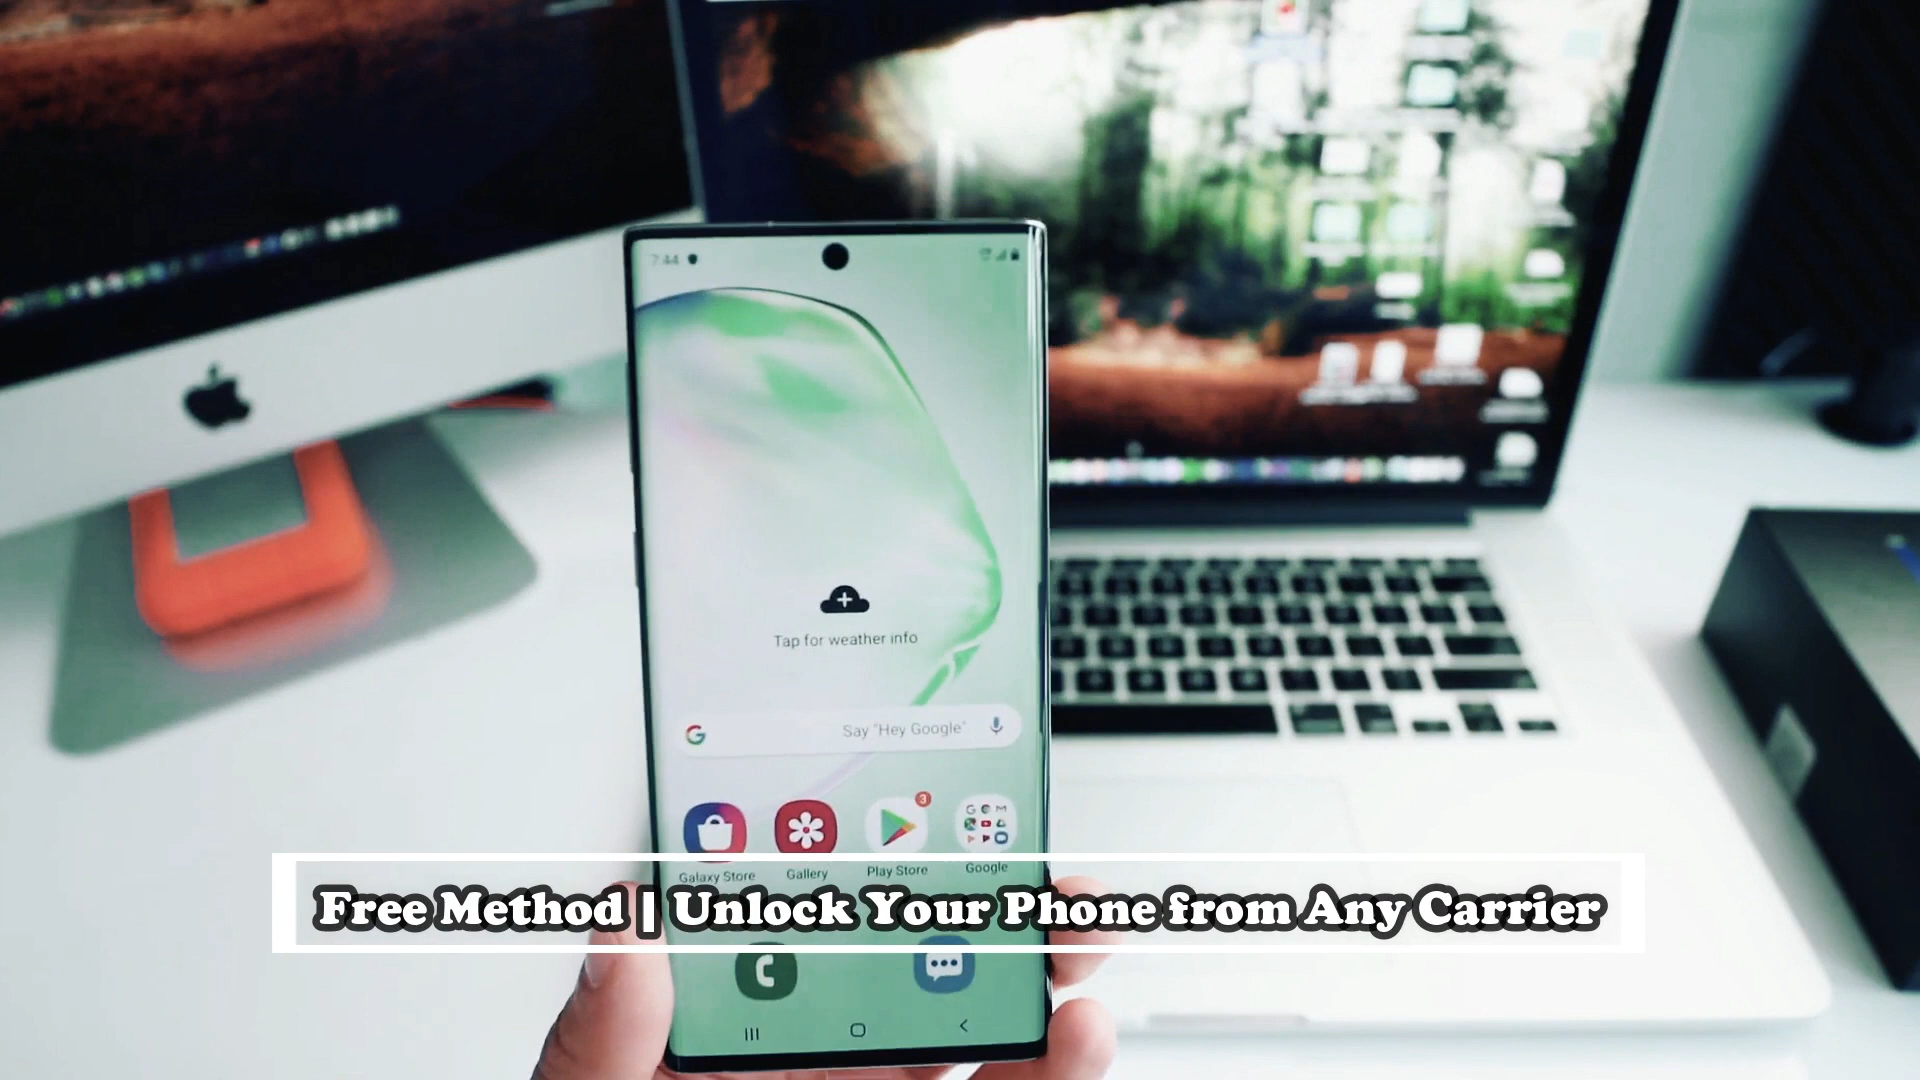 7:44
Tap for weather info
Say "Hey Google"
3
Galaxy Store
Gallery
Play Store
Google
Free Method | Unlock Your Phone from Any Carrier